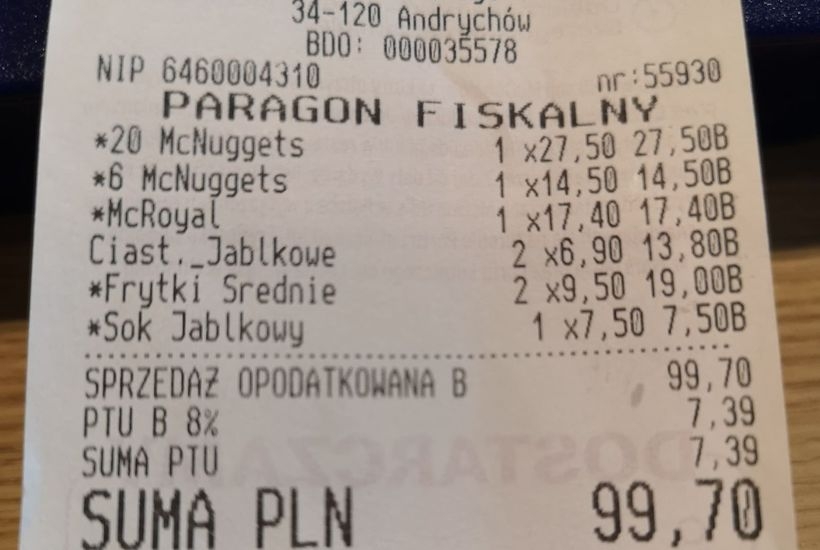 34-120 Andrychów
BDO: 000035578
NIP 6460004310 nr:55930
PARAGON FISKALNY
*20 McNuggets 1 x27,50 27,50B
*6 McNuggets 1 x14,50 14,50B
*McRoyal 1 x17,40 17,40B
Ciast._Jablkowe 2 x6,90 13,80B
*Frytki Srednie 2 x9,50 19,00B
*Sok Jablkowy 1 x7,50 7,50B
SPRZEDAŻ OPODATKOWANA B 99,70
PTU B 8% 7,39
SUMA PTU 7,39
SUMA PLN 99,70